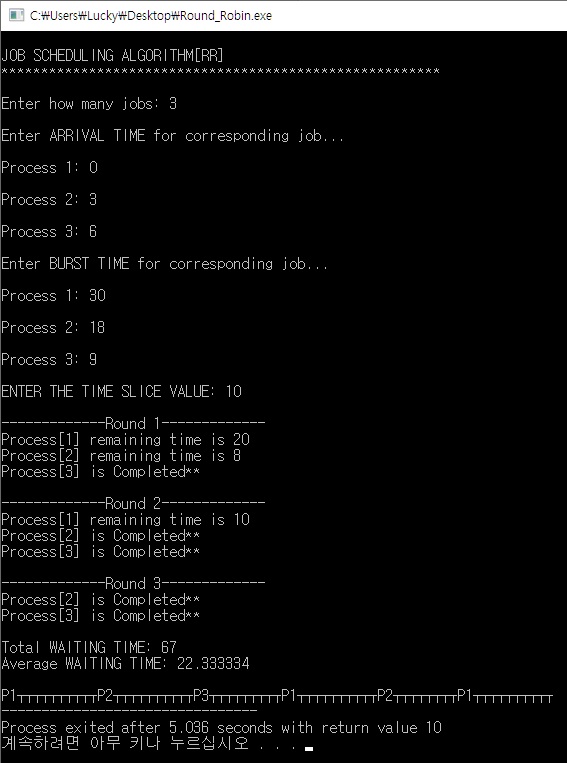 C:₩Users₩Lucky₩Desktop₩Round_Robin.exe
JOB SCHEDULING ALGORITHM[RR]
*******************************************************
Enter how many jobs: 3
Enter ARRIVAL TIME for corresponding job...
Process 1: 0
Process 2: 3
Process 3: 6
Enter BURST TIME for corresponding job...
Process 1: 30
Process 2: 18
Process 3: 9
ENTER THE TIME SLICE VALUE: 10
-------------Round 1-------------
Process[1] remaining time is 20
Process[2] remaining time is 8
Process[3] is Completed**
-------------Round 2-------------
Process[1] remaining time is 10
Process[2] is Completed**
Process[3] is Completed**
-------------Round 3-------------
Process[2] is Completed**
Process[3] is Completed**
Total WAITING TIME: 67
Average WAITING TIME: 22.333334
P1┬┬┬┬┬┬┬┬┬┬P2┬┬┬┬┬┬┬┬┬┬P3┬┬┬┬┬┬┬┬┬P1┬┬┬┬┬┬┬┬┬┬P2┬┬┬┬┬┬┬┬P1┬┬┬┬┬┬┬┬┬┬
--------------------------------
Process exited after 5.036 seconds with return value 10
계속하려면 아무 키나 누르십시오 . . .